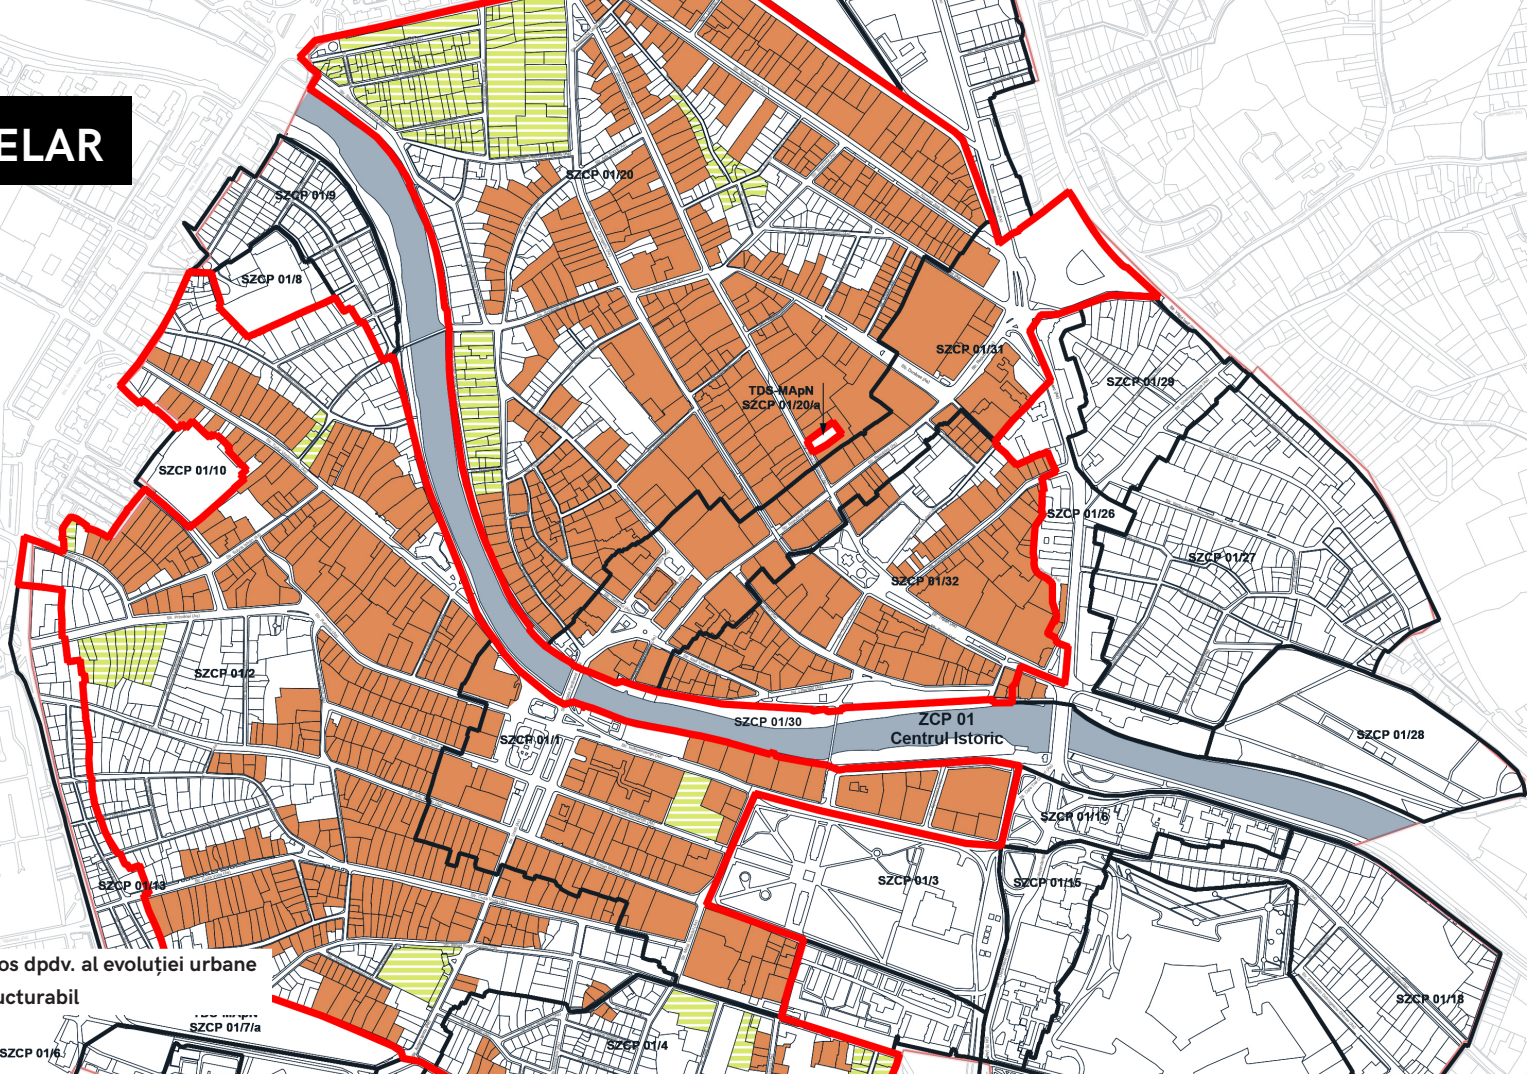 ELAR
SZCP 01/20
SZCP 01/9
SZCP 01/8
SZCP 01/31
SZCP 01/29
TDS-MApN
SZCP 01/20/a
SZCP 01/10
SZCP 01/26
SZCP 01/27
SZCP 01/32
SZCP 01/2
SZCP 01/30
ZCP 01
Centrul Istoric
SZCP 01/1
SZCP 01/28
SZCP 01/16
SZCP 01/3
SZCP 01/15
SZCP 01/13
os dpdv. al evoluției urbane
ucturabil
SZCP 01/18
TDS-MApN
SZCP 01/7/a
SZCP 01/4
SZCP 01/6